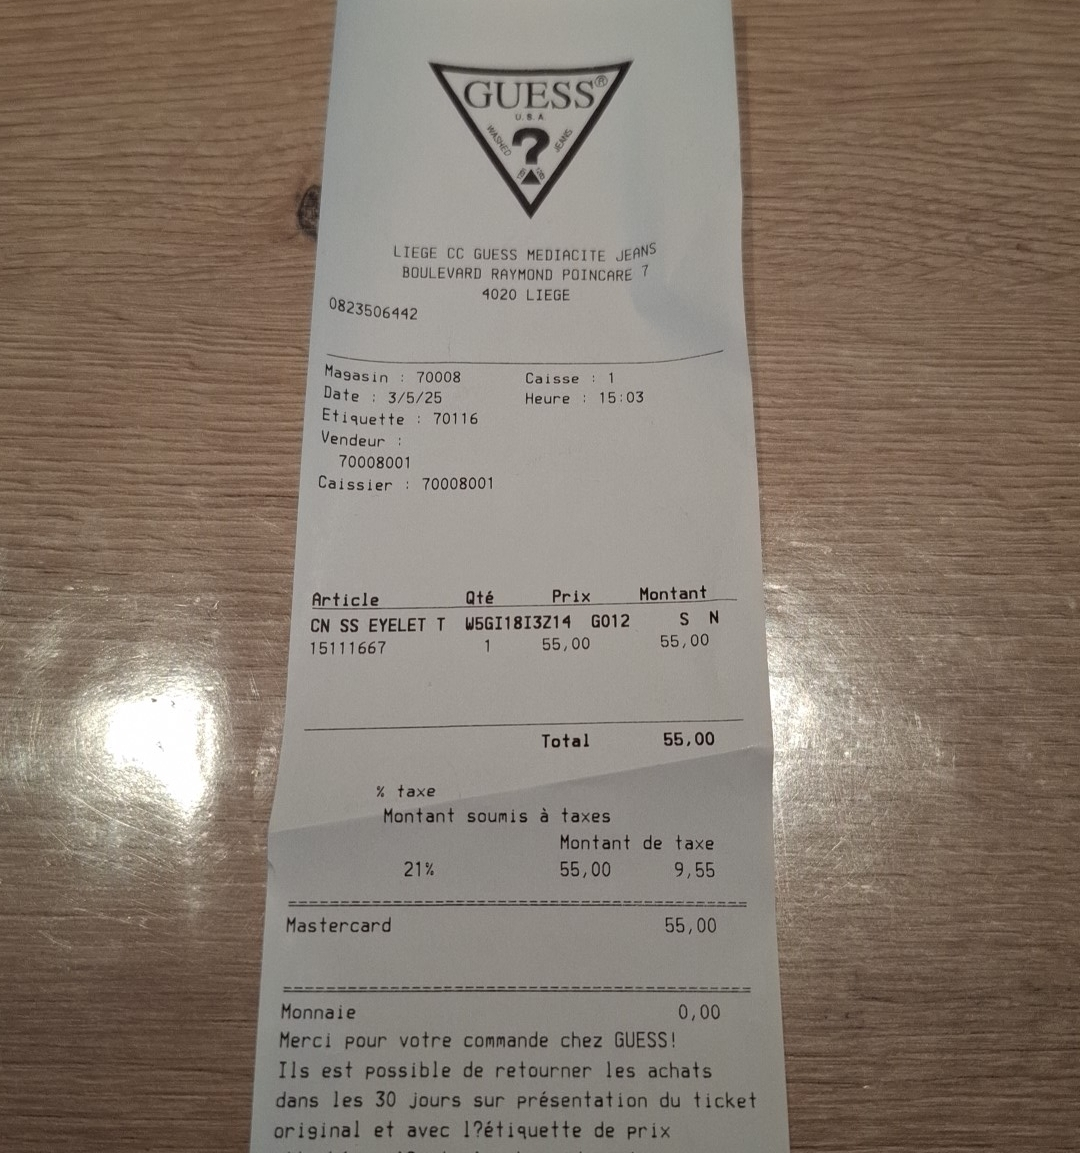 GUESS®
U.S.A.
WASHED JEANS
?
LIEGE CC GUESS MEDIACITE JEANS
BOULEVARD RAYMOND POINCARE 7
4020 LIEGE
0823506442
Magasin : 70008 Caisse : 1
Date : 3/5/25 Heure : 15:03
Etiquette : 70116
Vendeur :
70008001
Caissier : 70008001
Article Qté Prix Montant
CN SS EYELET T W5GI18I3Z14 G012 S N
15111667 1 55,00 55,00
Total 55,00
% taxe
Montant soumis à taxes
Montant de taxe
21% 55,00 9,55
Mastercard 55,00
Monnaie 0,00
Merci pour votre commande chez GUESS!
Ils est possible de retourner les achats
dans les 30 jours sur présentation du ticket
original et avec l?étiquette de prix